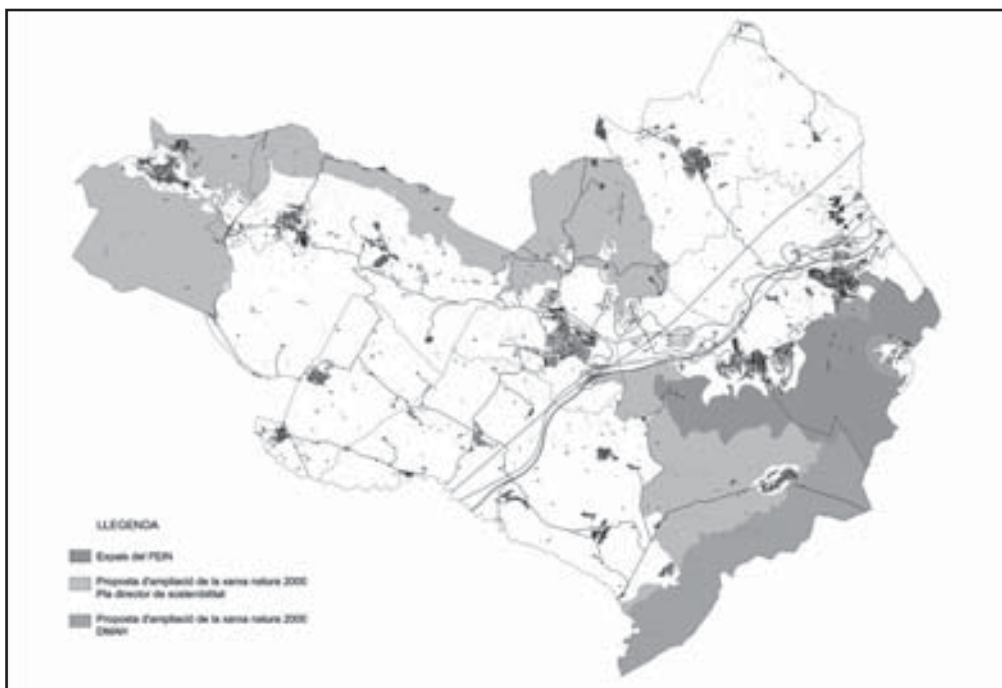 LLEGENDA
Espais del PEIN
Proposta d'ampliació de la xarxa natura 2000
Pla director de sostenibilitat
Proposta d'ampliació de la xarxa natura 2000
DMAH